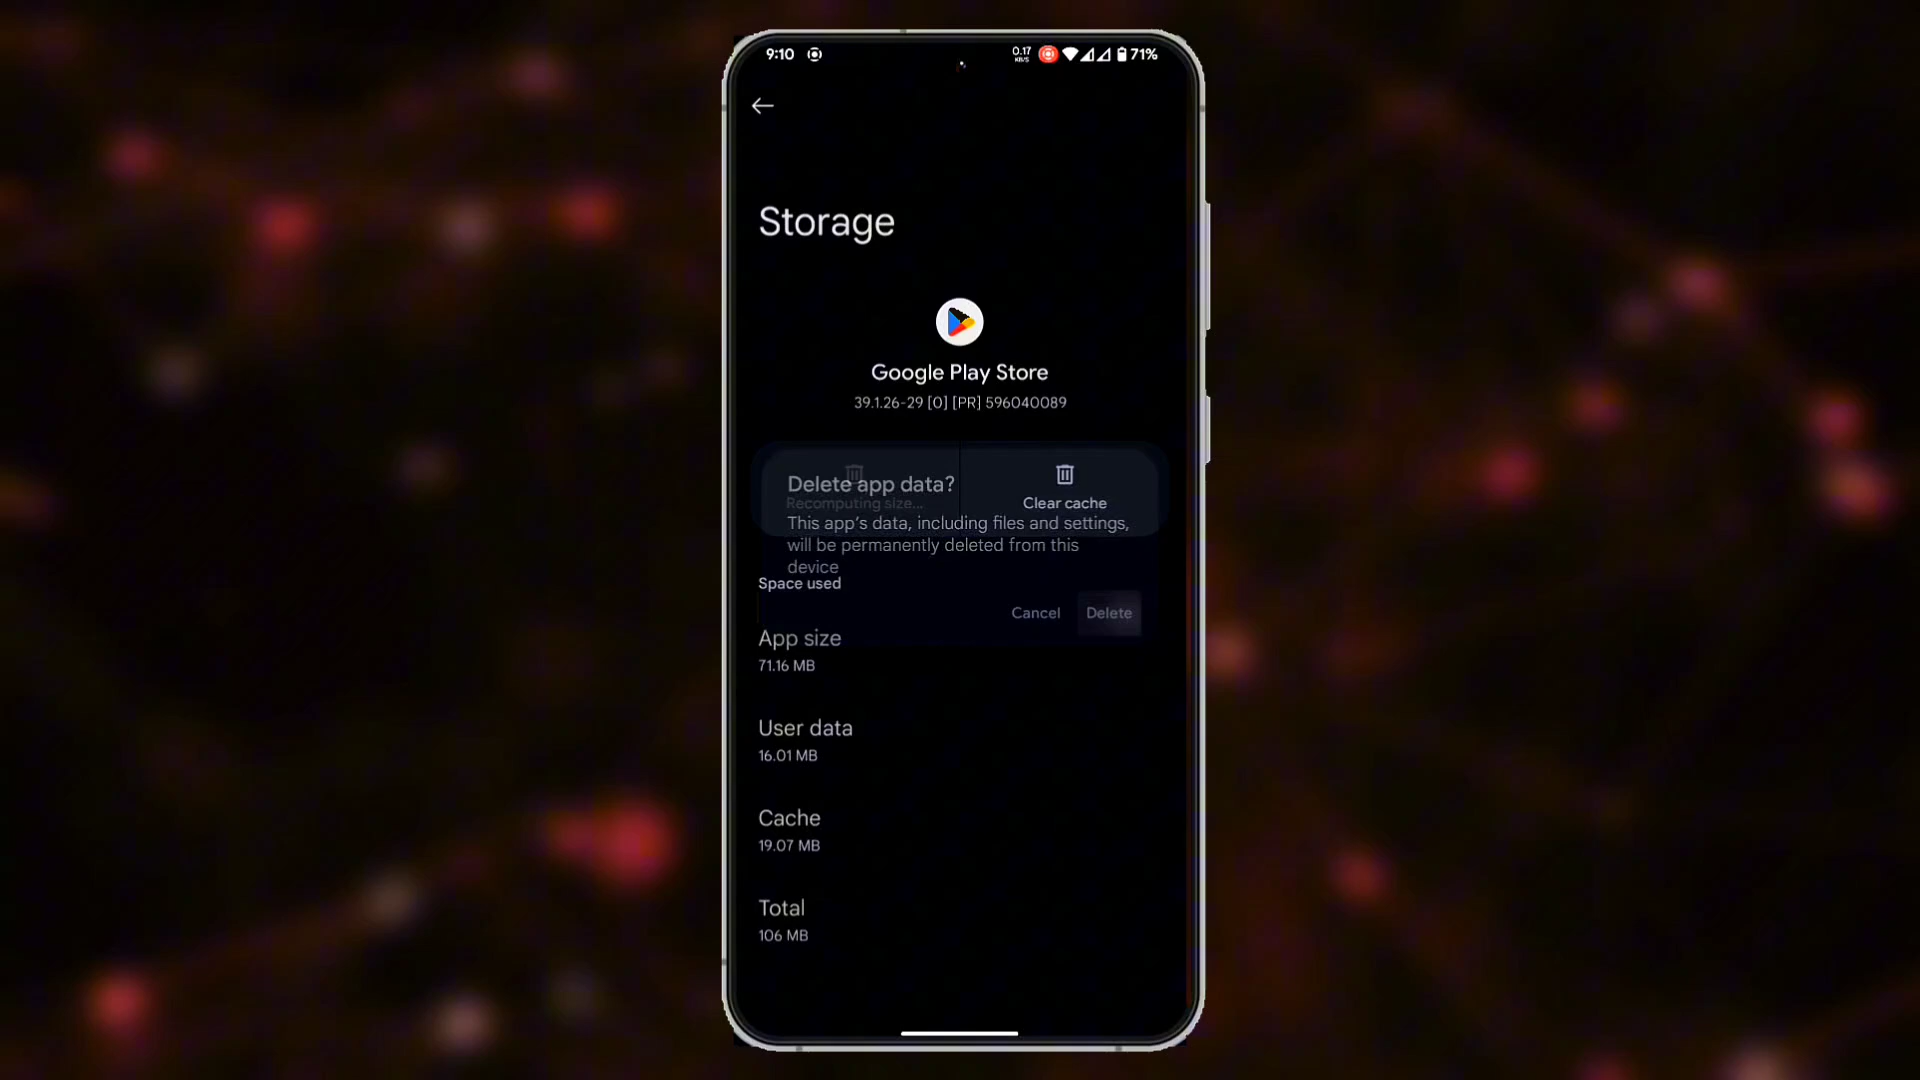 9:10
0.17
KB/S
71%
Storage
Google Play Store
39.1.26-29 [0] [PR] 596040089
Delete app data?
Recomputing size...
Clear cache
This app's data, including files and settings,
will be permanently deleted from this
device
Space used
Cancel
Delete
App size
71.16 MB
User data
16.01 MB
Cache
19.07 MB
Total
106 MB